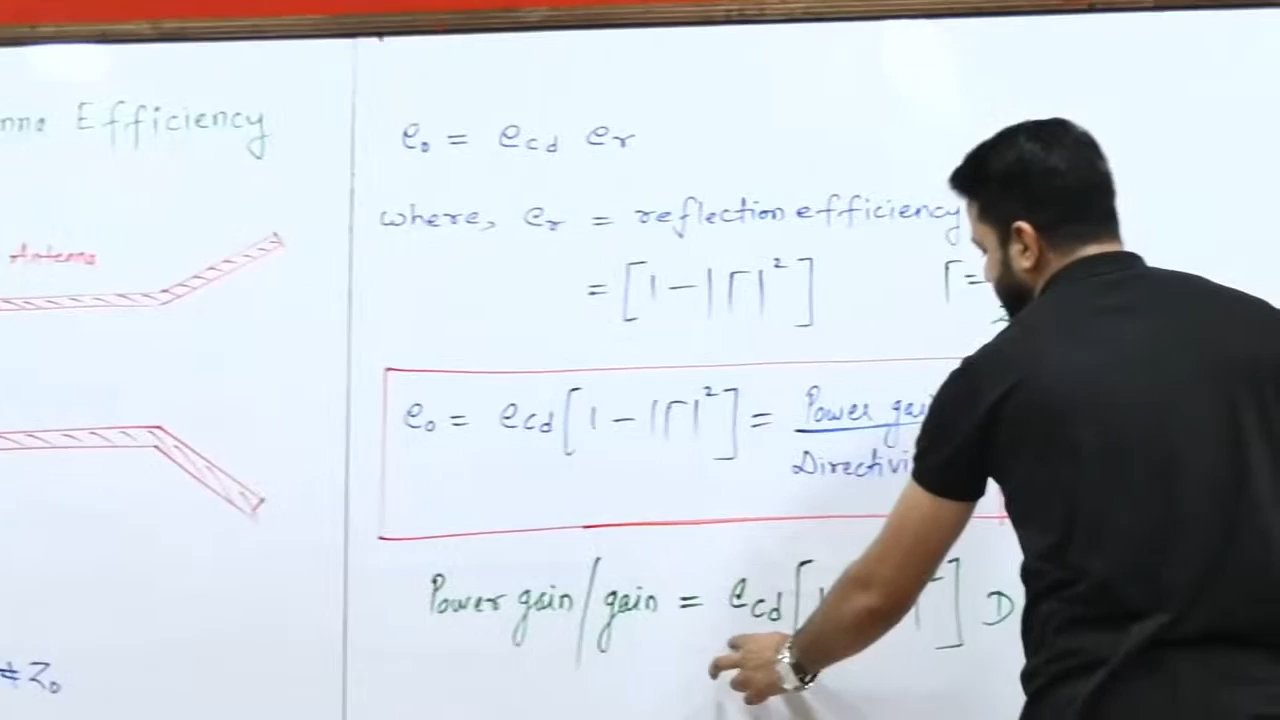 Efficiency
Antenna
≠ Z₀
e₀ = e_cd e_r
where, e_r = reflection efficiency
= [1 - |Γ|²] Γ =
e₀ = e_cd [1 - |Γ|²] = Power
Power gain / gain = e_cd [ ] D